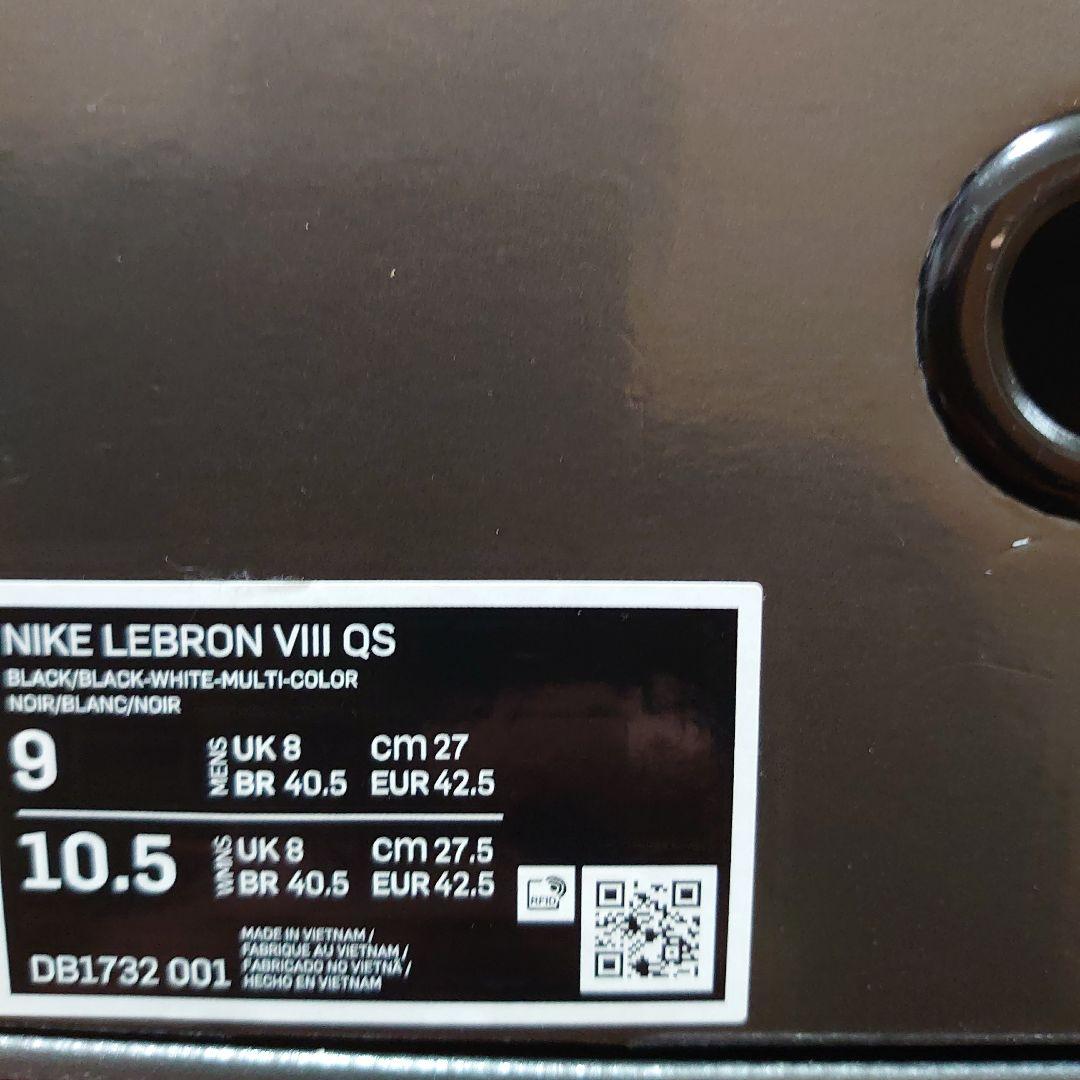 NIKE LEBRON VIII QS
BLACK/BLACK-WHITE-MULTI-COLOR
NOIR/BLANC/NOIR
9 MENS UK 8 cm 27
BR 40.5 EUR 42.5
10.5 WMNS UK 8 cm 27.5
BR 40.5 EUR 42.5
RFID
MADE IN VIETNAM /
FABRIQUE AU VIETNAM /
FABRICADO NO VIETNÃ /
HECHO EN VIETNAM
DB1732 001